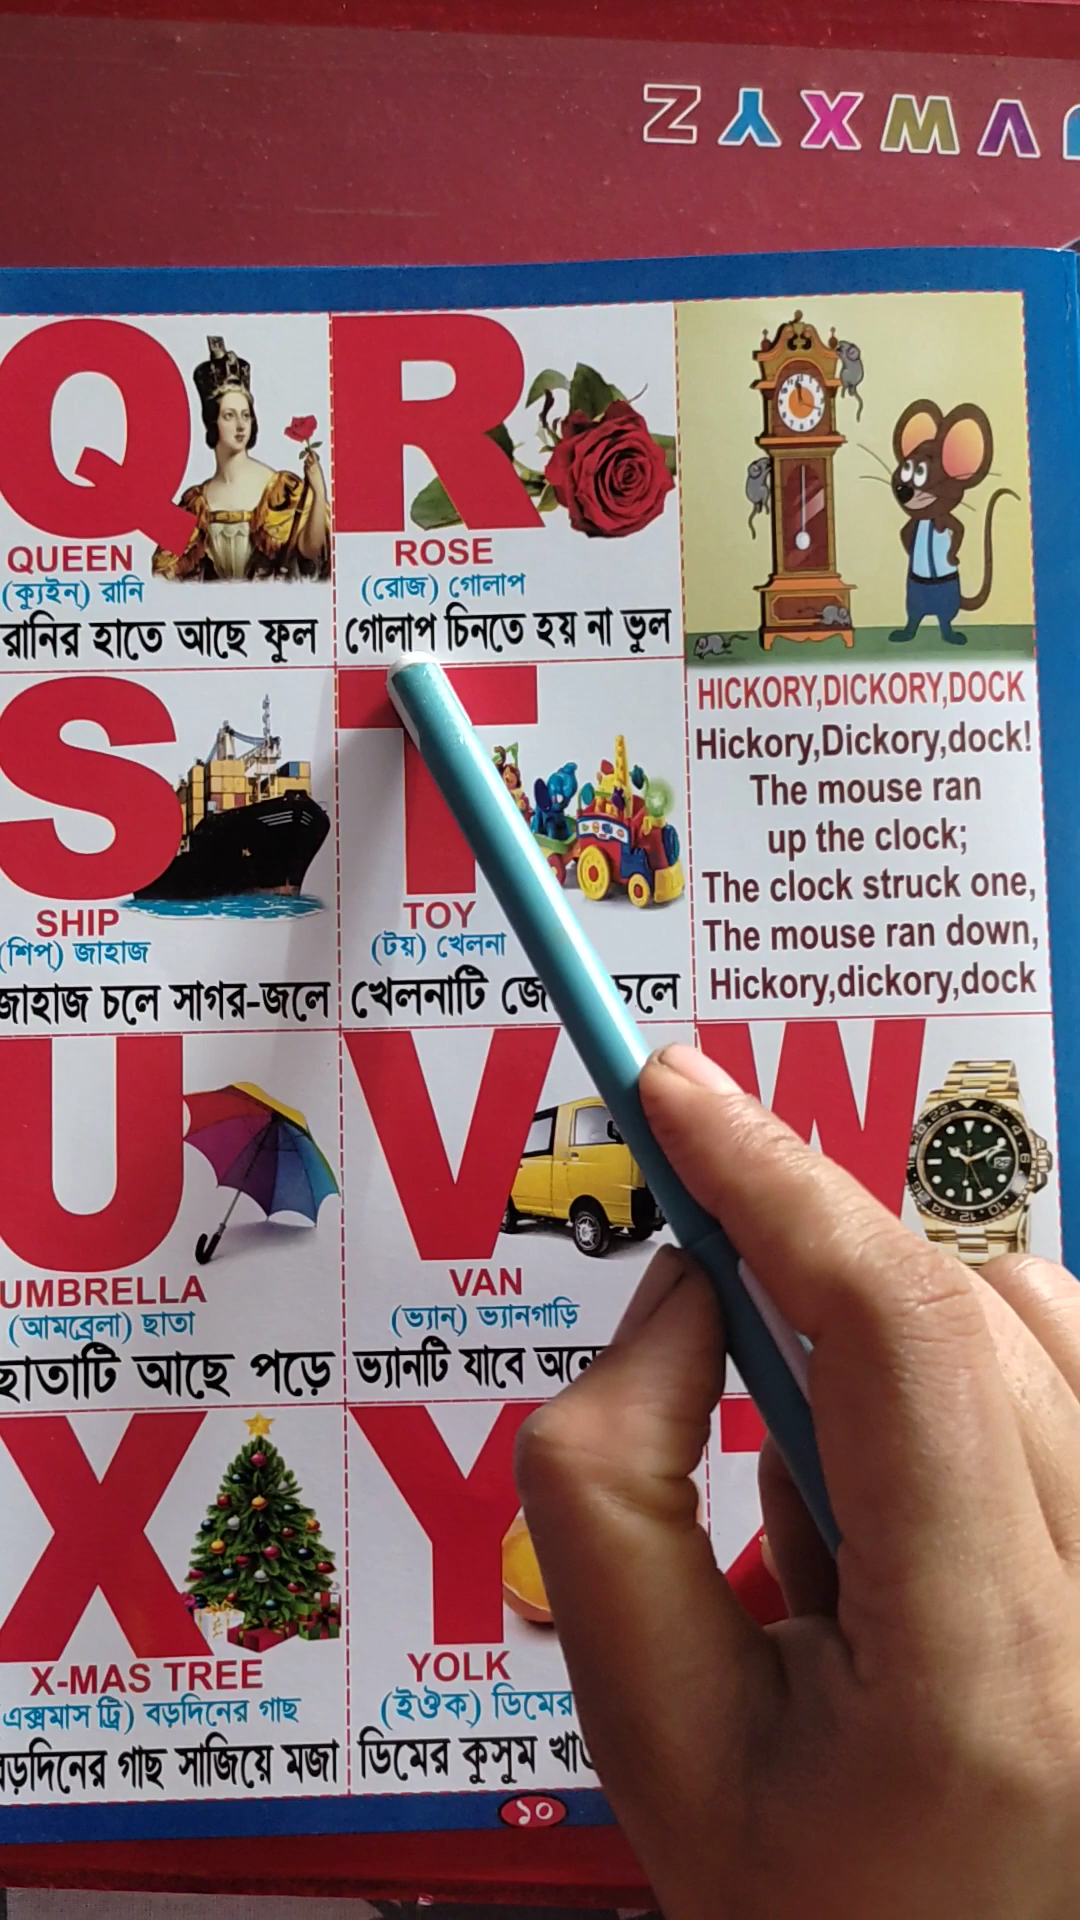 U V W X Y Z
Q
QUEEN
(ক্যুইন্) রানি
রানির হাতে আছে ফুল
R
ROSE
(রোজ) গোলাপ
গোলাপ চিনতে হয় না ভুল
HICKORY,DICKORY,DOCK
Hickory,Dickory,dock!
The mouse ran
up the clock;
The clock struck one,
The mouse ran down,
Hickory,dickory,dock
S
SHIP
(শিপ্) জাহাজ
জাহাজ চলে সাগর-জলে
T
TOY
(টয়) খেলনা
খেলনাটি চলে
U
UMBRELLA
(আমব্রেলা) ছাতা
ছাতাটি আছে পড়ে
V
VAN
(ভ্যান্) ভ্যানগাড়ি
ভ্যানটি যাবে
W
X
X-MAS TREE
এক্সমাস ট্রি) বড়দিনের গাছ
বড়দিনের গাছ সাজিয়ে মজা
Y
YOLK
(ইওক) ডিমের
ডিমের কুসুম
১০